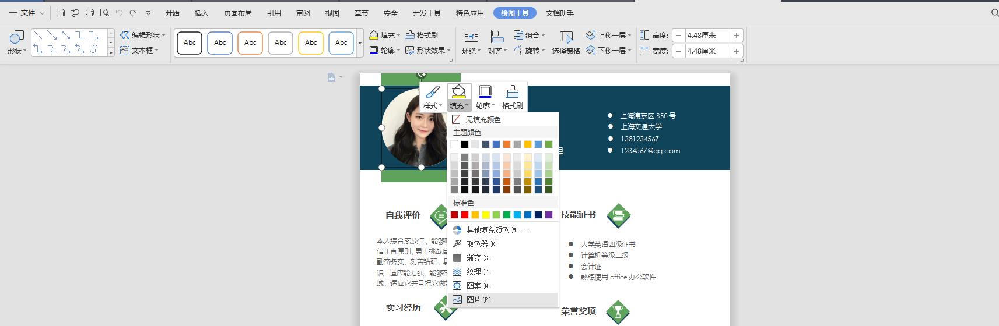 文件 开始 插入 页面布局 引用 审阅 视图 章节 安全 开发工具 特色应用 绘图工具 文档助手
编辑形状 Abc Abc Abc Abc Abc Abc 填充 格式刷 组合 上移一层 高度: 4.48厘米
形状 文本框 轮廓 形状效果 环绕 对齐 旋转 选择窗格 下移一层 宽度: 4.48厘米
样式 填充 轮廓 格式刷
无填充颜色
主题颜色
标准色
其他填充颜色(M)...
取色器(E)
渐变(G)
纹理(T)
图案(N)
图片(P)
上海浦东区 356 号
上海交通大学
1381234567
1234567@qq.com
理
自我评价
本人综合素质佳，能够
信正直原则，勇于挑战自
勤奋务实，刻苦钻研，具
识，适应能力强，能够在
域，适应它并且把它做
实习经历
技能证书
大学英语四级证书
计算机等级二级
会计证
熟练使用 office 办公软件
荣誉奖项